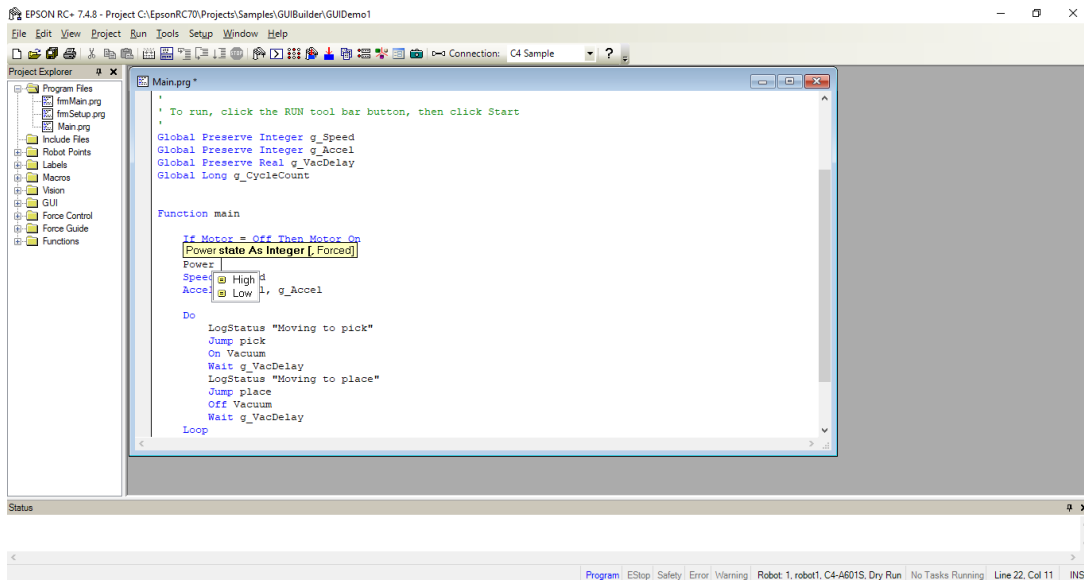 EPSON RC+ 7.4.8 - Project C:\EpsonRC70\Projects\Samples\GUIBuilder\GUIDemo1
File Edit View Project Run Tools Setup Window Help
Connection: C4 Sample
Project Explorer
Program Files
frmMain.prg
frmSetup.prg
Main.prg
Include Files
Robot Points
Labels
Macros
Vision
GUI
Force Control
Force Guide
Functions
Main.prg *
'
' To run, click the RUN tool bar button, then click Start
'
Global Preserve Integer g_Speed
Global Preserve Integer g_Accel
Global Preserve Real g_VacDelay
Global Long g_CycleCount
Function main
If Motor = Off Then Motor On
Power state As Integer [, Forced]
Power
High
Low
Accel
, g_Accel
Do
LogStatus "Moving to pick"
Jump pick
On Vacuum
Wait g_VacDelay
LogStatus "Moving to place"
Jump place
Off Vacuum
Wait g_VacDelay
Loop
Status
Program EStop Safety Error Warning Robot: 1, robot1, C4-A601S, Dry Run No Tasks Running Line 22, Col 11 INS